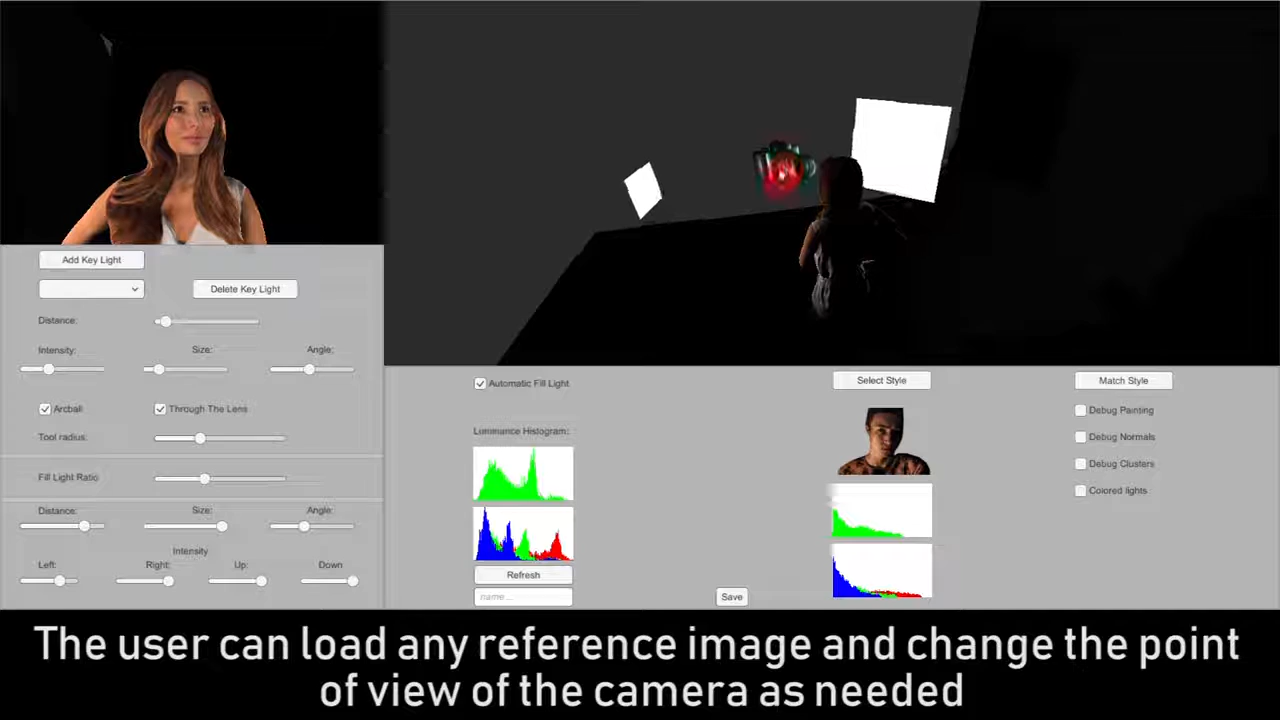 Add Key Light
Delete Key Light
Distance:
Intensity:
Size:
Angle:
Arcball
Through The Lens
Tool radius:
Fill Light Ratio
Distance:
Size:
Angle:
Intensity
Left:
Right:
Up:
Down
Automatic Fill Light
Luminance Histogram:
Refresh
name...
Save
Select Style
Match Style
Debug Painting
Debug Normals
Debug Clusters
Colored lights
The user can load any reference image and change the point
of view of the camera as needed